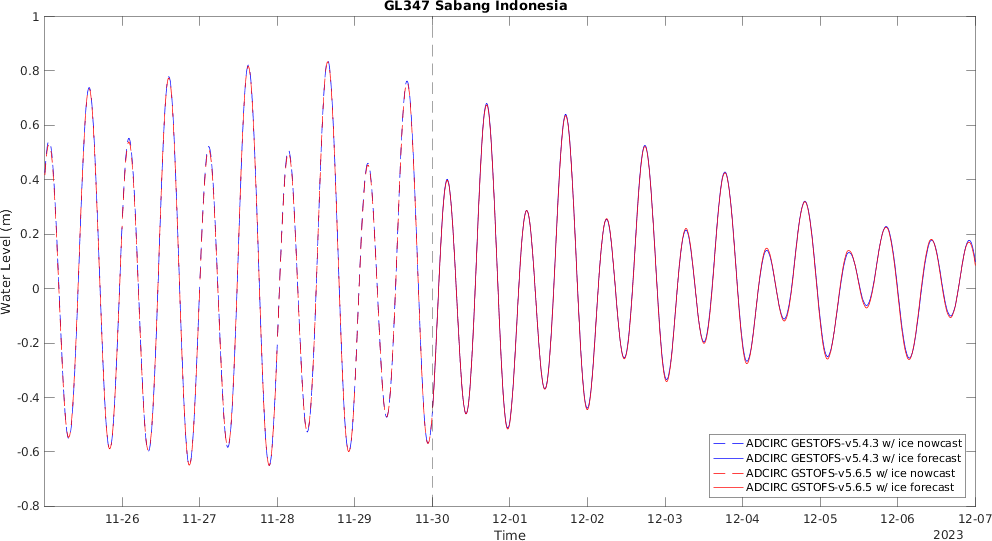 GL347 Sabang Indonesia
1
0.8
0.6
0.4
0.2
0
-0.2
-0.4
-0.6
-0.8
Water Level (m)
ADCIRC GESTOFS-v5.4.3 w/ ice nowcast
ADCIRC GESTOFS-v5.4.3 w/ ice forecast
ADCIRC GSTOFS-v5.6.5 w/ ice nowcast
ADCIRC GSTOFS-v5.6.5 w/ ice forecast
11-26 11-27 11-28 11-29 11-30 12-01 12-02 12-03 12-04 12-05 12-06 12-07
Time 2023